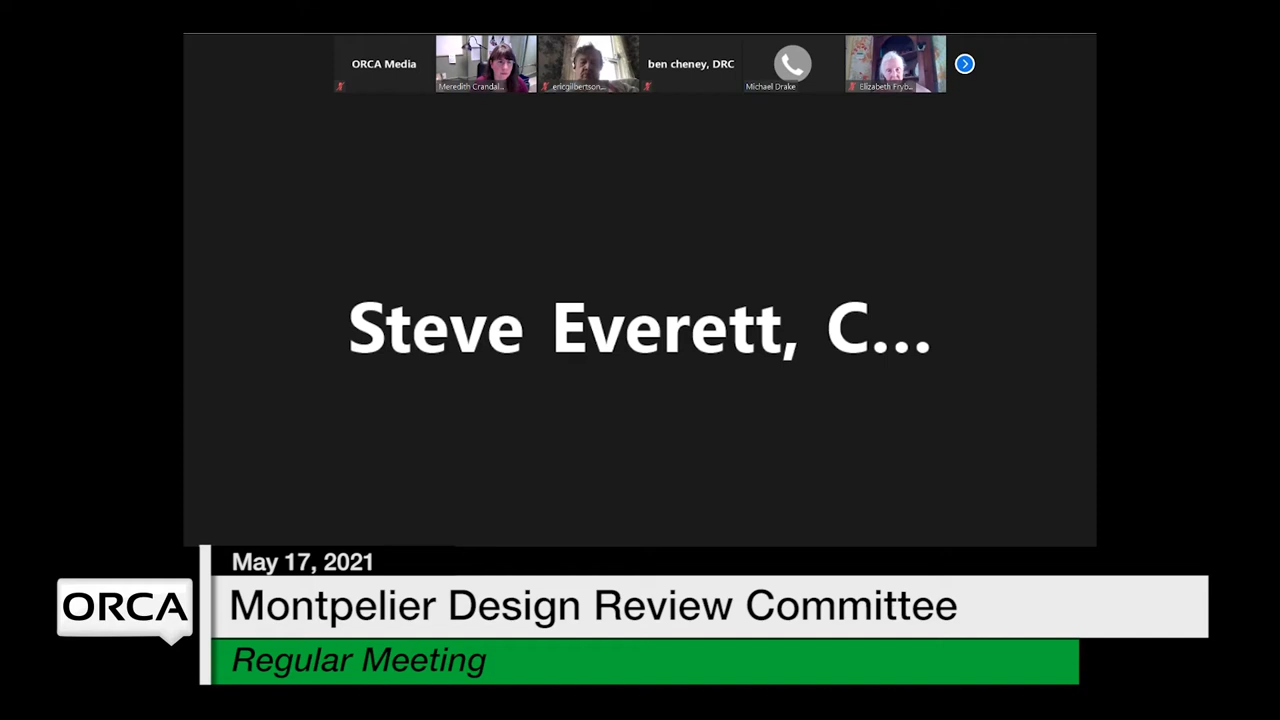 ORCA Media
Meredith Crandal...
ericgilbertson...
ben cheney, DRC
Michael Drake
Elizabeth Fryb...
Steve Everett, C...
May 17, 2021
ORCA
Montpelier Design Review Committee
Regular Meeting